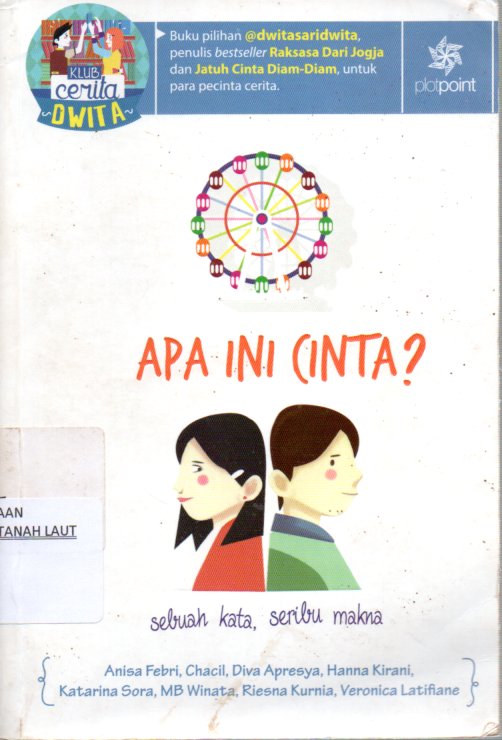 KLUB
cerita
~DWITA~
Buku pilihan @dwitasaridwita,
penulis bestseller Raksasa Dari Jogja
dan Jatuh Cinta Diam-Diam, untuk
para pecinta cerita.
plotpoint
APA INI CINTA?
AAN
TANAH LAUT
sebuah kata, seribu makna
Anisa Febri, Chacil, Diva Apresya, Hanna Kirani,
Katarina Sora, MB Winata, Riesna Kurnia, Veronica Latifiane